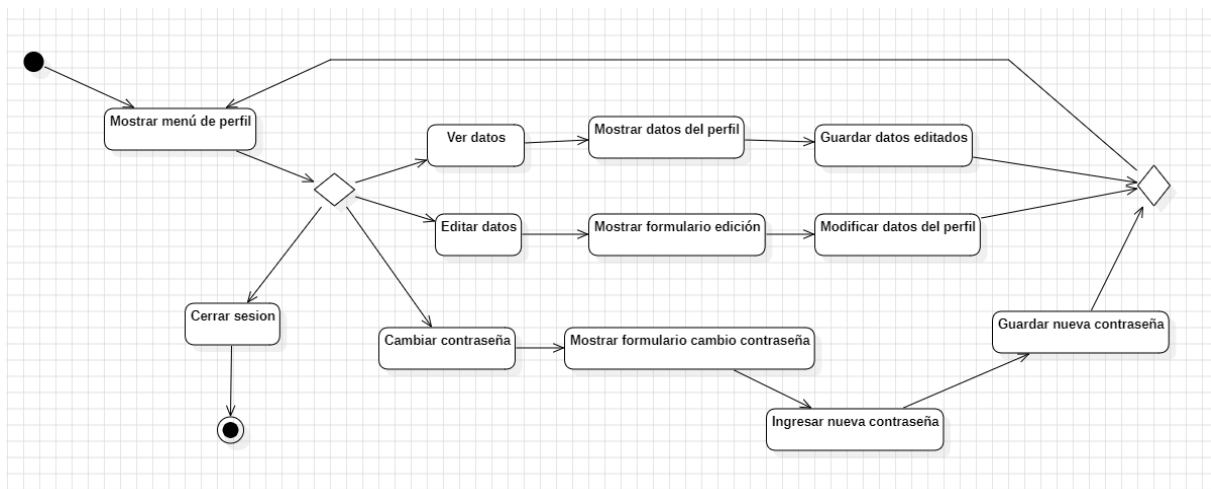 Mostrar menú de perfil
Ver datos
Mostrar datos del perfil
Guardar datos editados
Editar datos
Mostrar formulario edición
Modificar datos del perfil
Cerrar sesion
Cambiar contraseña
Mostrar formulario cambio contraseña
Guardar nueva contraseña
Ingresar nueva contraseña